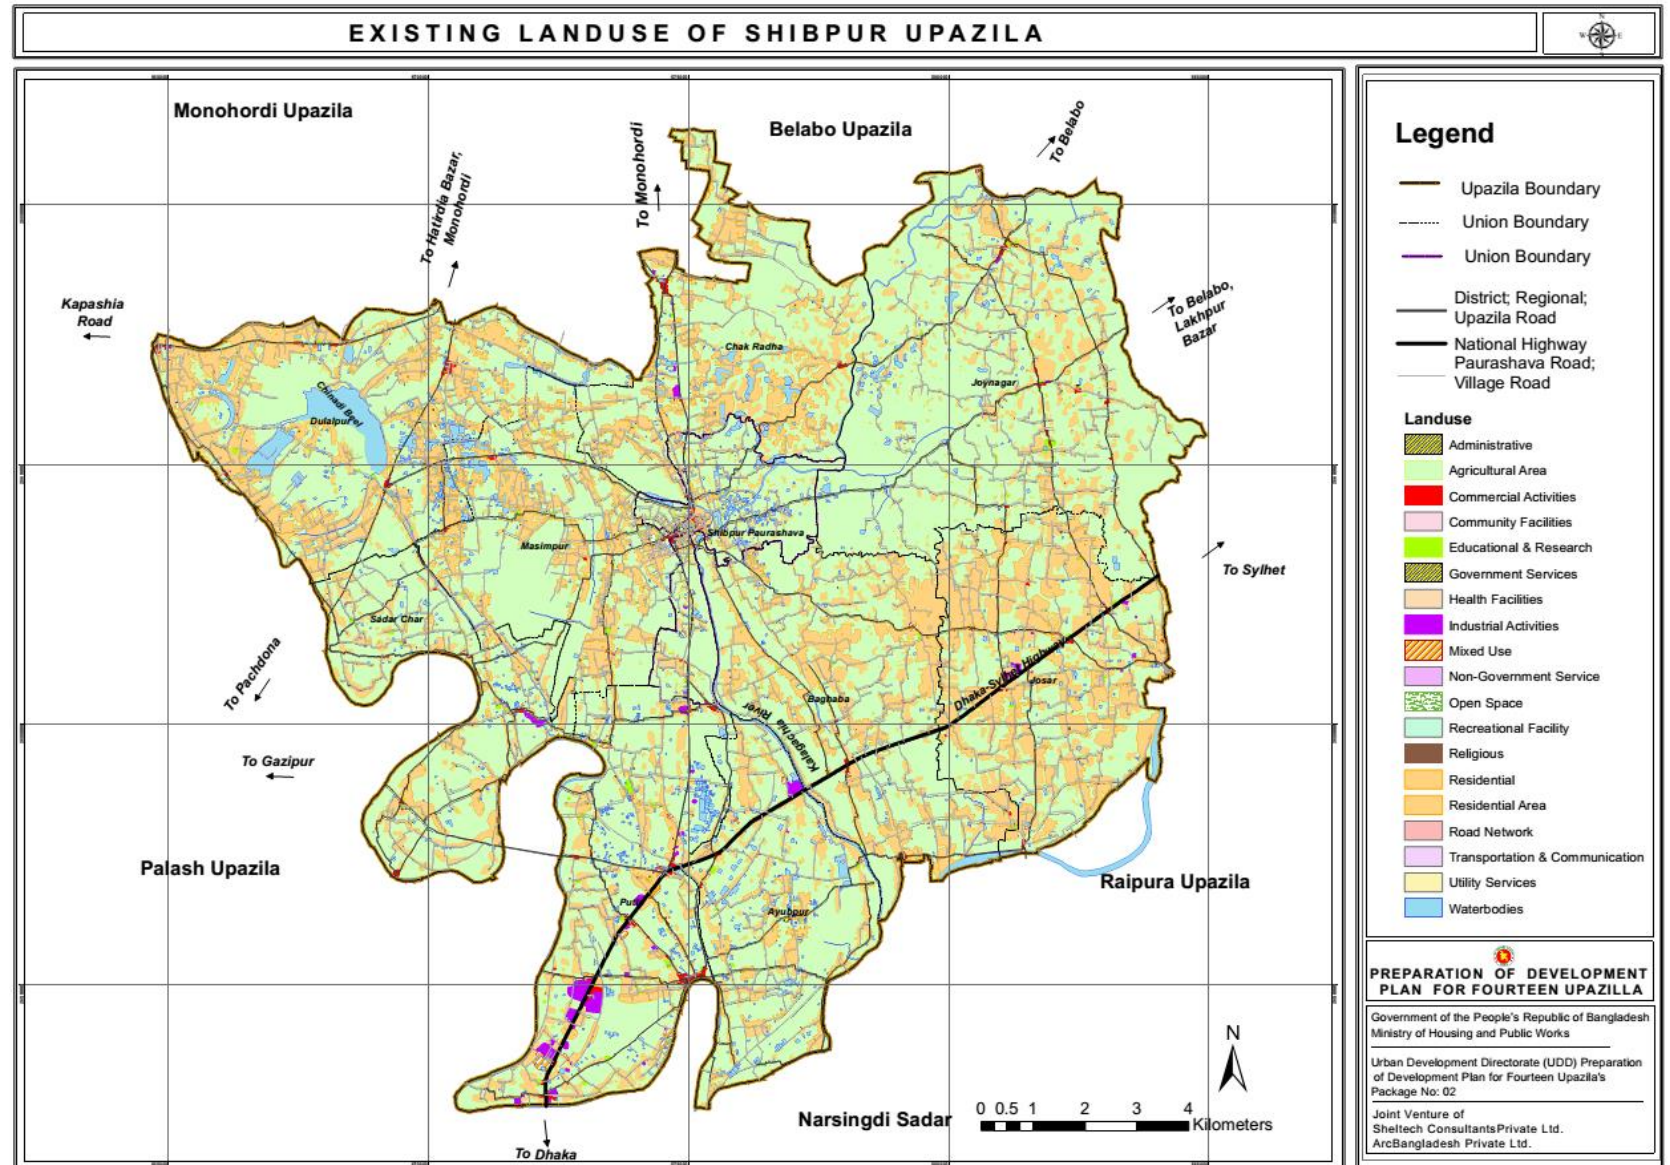 EXISTING LANDUSE OF SHIBPUR UPAZILA
N
W
E
S
Monohordi Upazila
Belabo Upazila
To Belabo
To Monohordi
To Hatirdia Bazar,
Monohordi
Kapashia
Road
To Belabo,
Lakhpur
Bazar
Chak Radha
Joynagar
Chinadi Beel
Dulalpur
Shibpur Paurashava
Masimpur
To Sylhet
Sadar Char
To Pachdona
Dhaka-Sylhet Highway
Josar
Baghaba
Kalagachia River
To Gazipur
Palash Upazila
Raipura Upazila
Ayubpur
Narsingdi Sadar
To Dhaka
N
0 0.5 1 2 3 4
Kilometers
Legend
Upazila Boundary
Union Boundary
Union Boundary
District; Regional;
Upazila Road
National Highway
Paurashava Road;
Village Road
Landuse
Administrative
Agricultural Area
Commercial Activities
Community Facilities
Educational & Research
Government Services
Health Facilities
Industrial Activities
Mixed Use
Non-Government Service
Open Space
Recreational Facility
Religious
Residential
Residential Area
Road Network
Transportation & Communication
Utility Services
Waterbodies
PREPARATION OF DEVELOPMENT
PLAN FOR FOURTEEN UPAZILLA
Government of the People's Republic of Bangladesh
Ministry of Housing and Public Works
Urban Development Directorate (UDD) Preparation
of Development Plan for Fourteen Upazila's
Package No: 02
Joint Venture of
Sheltech ConsultantsPrivate Ltd.
ArcBangladesh Private Ltd.